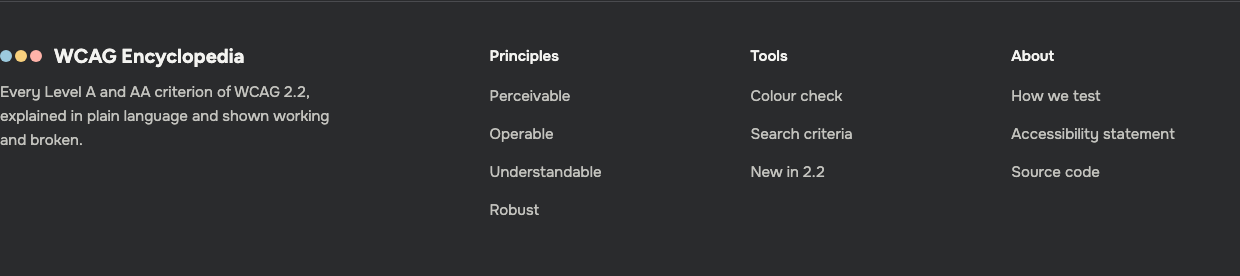 WCAG Encyclopedia
Every Level A and AA criterion of WCAG 2.2,
explained in plain language and shown working
and broken.
Principles
Perceivable
Operable
Understandable
Robust
Tools
Colour check
Search criteria
New in 2.2
About
How we test
Accessibility statement
Source code